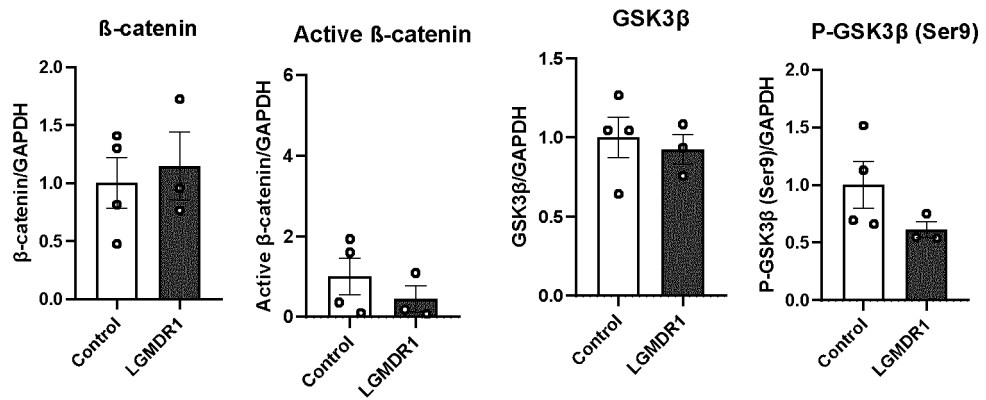 ß-catenin
β-catenin/GAPDH
2.0
1.5
1.0
0.5
0.0
Control
LGMDR1
Active ß-catenin
Active β-catenin/GAPDH
6
4
2
0
Control
LGMDR1
GSK3β
GSK3β/GAPDH
1.5
1.0
0.5
0.0
Control
LGMDR1
P-GSK3β (Ser9)
P-GSK3β (Ser9)/GAPDH
2.0
1.5
1.0
0.5
0.0
Control
LGMDR1